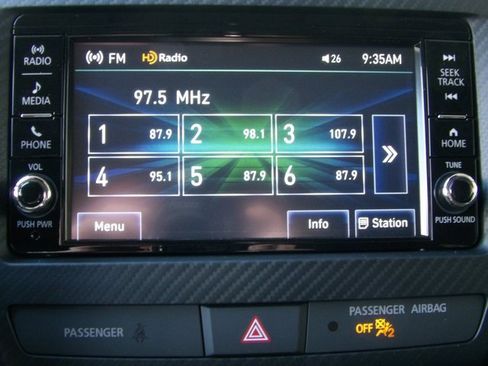 RADIO
MEDIA
PHONE
VOL
PUSH PWR
FM HD Radio 26 9:35AM
97.5 MHz
1 87.9 2 98.1 3 107.9
4 95.1 5 87.9 6 87.9
Menu Info Station
SEEK
TRACK
HOME
TUNE
PUSH SOUND
PASSENGER
PASSENGER AIRBAG
OFF 2